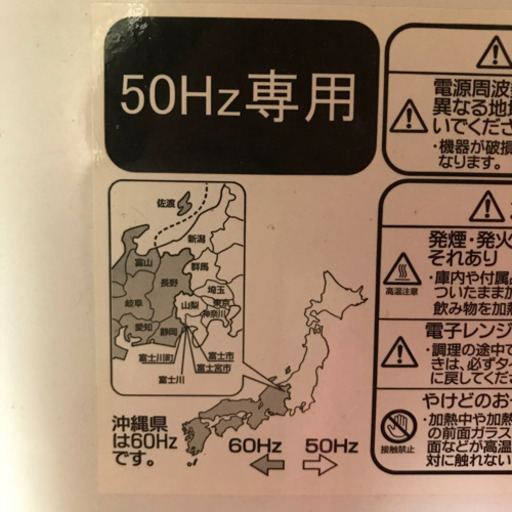 50Hz専用
佐渡
新潟
富山
群馬
長野
埼玉
岐阜
山梨
東京
神奈川
愛知
静岡
富士川町
富士市
富士宮市
富士川
沖縄県
は60Hz
です。
60Hz
50Hz
電源周波
異なる地
いでくださ
・機器が破損
なります。
発煙・発火
それあり
高温注意
・庫内や付属
ついたまま
飲み物を加
電子レンジ
・調理の途中で
きは、必ずタ
に戻してくださ
やけどのお
接触禁止
・加熱中や加熱
の前面ガラス
面などが高温
対に触れない